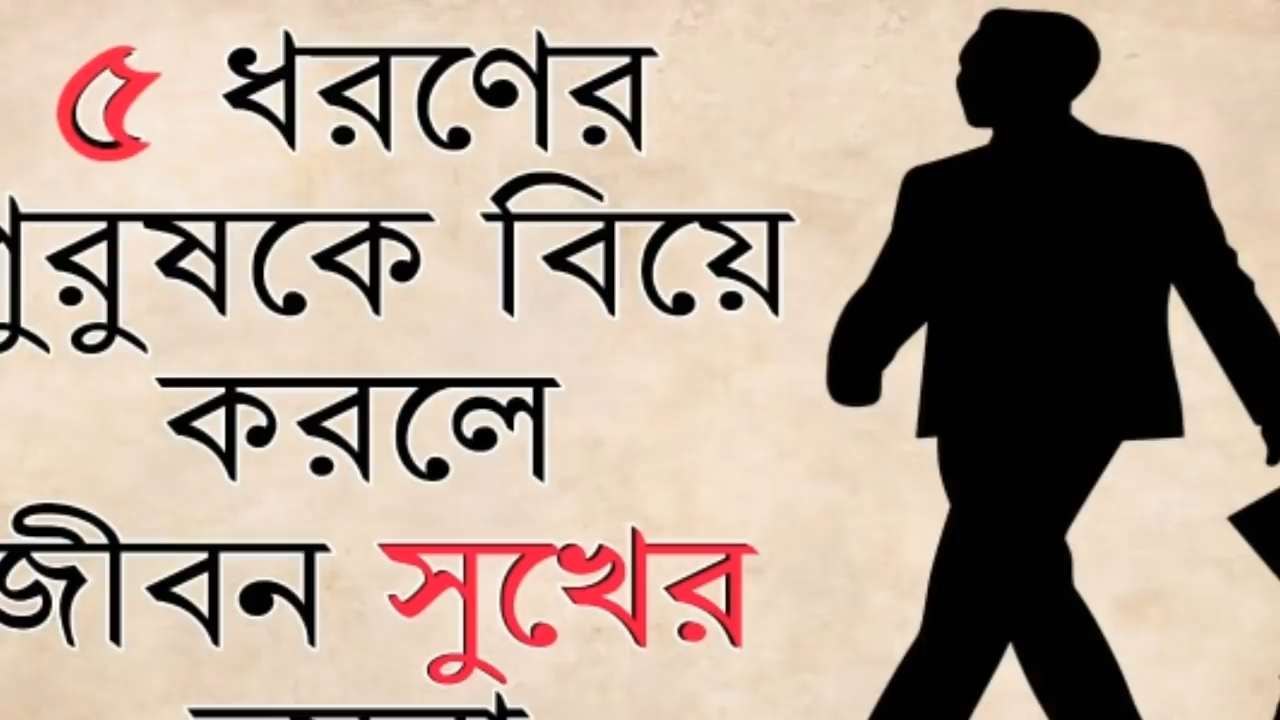 ৫ ধরণের
পুরুষকে বিয়ে
করলে
জীবন সুখের